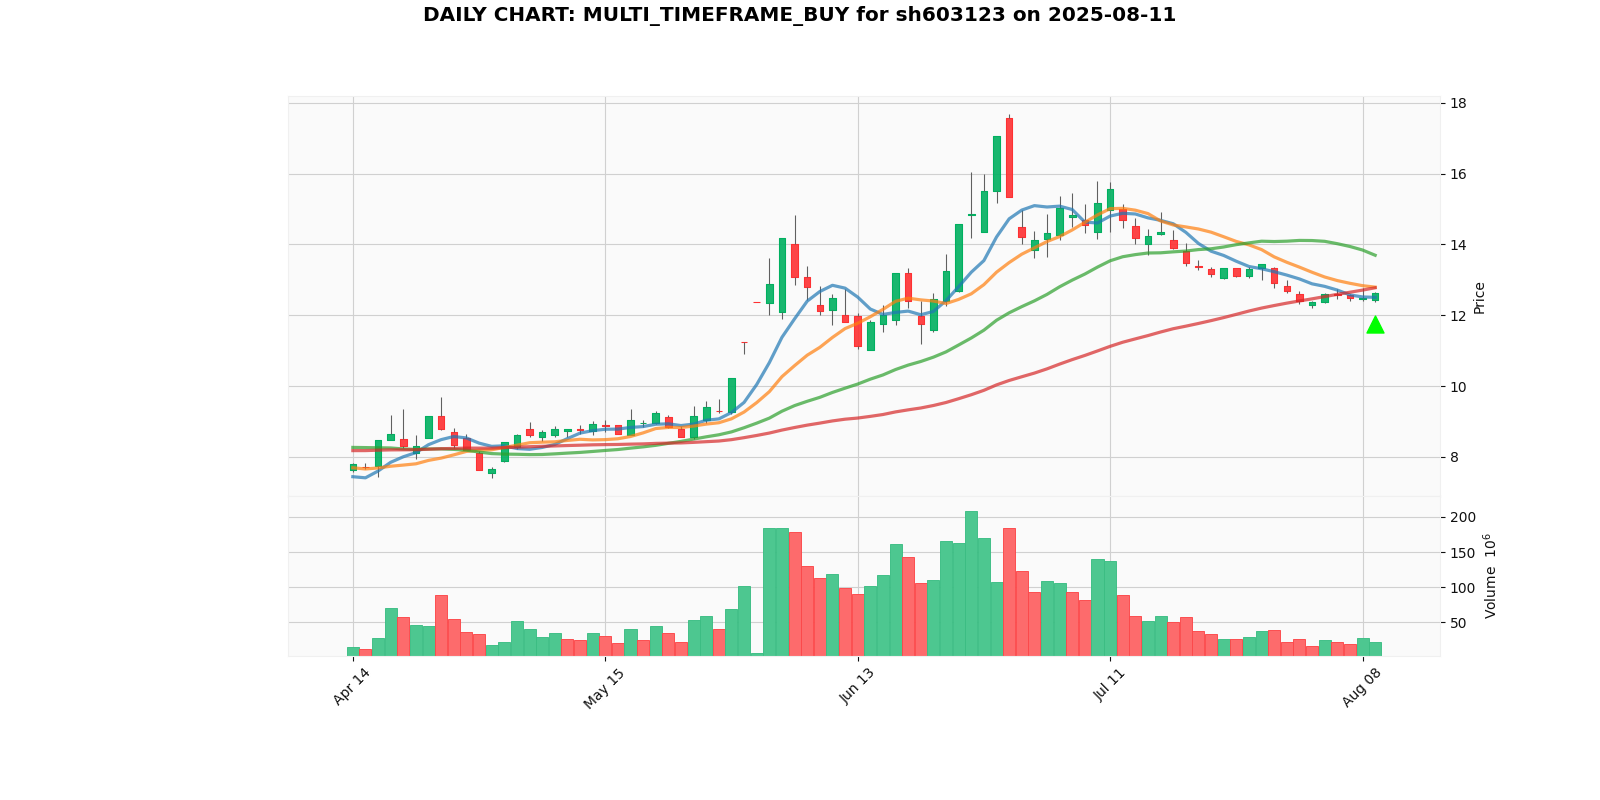 DAILY CHART: MULTI_TIMEFRAME_BUY for sh603123 on 2025-08-11
18
16
14
12
10
8
Price
200
150
100
50
Volume 10^6
Apr 14
May 15
Jun 13
Jul 11
Aug 08